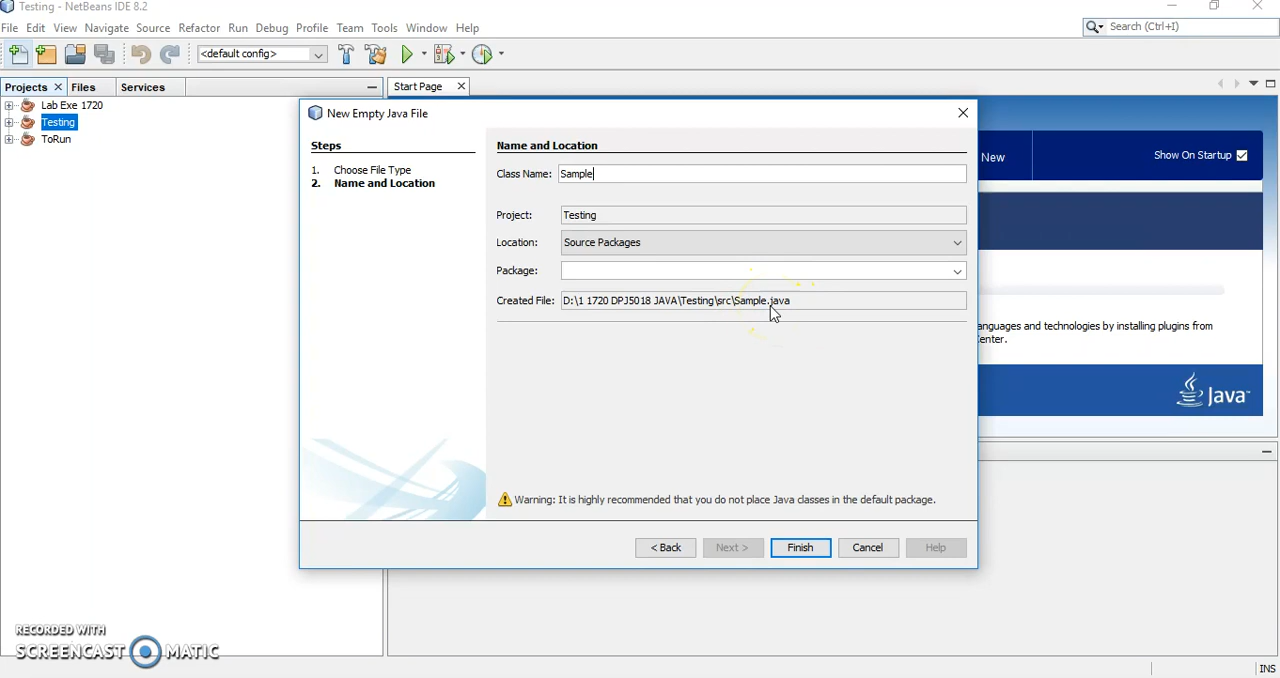 Testing - NetBeans IDE 8.2
File Edit View Navigate Source Refactor Run Debug Profile Team Tools Window Help
Search (Ctrl+I)
<default config>
Projects
Files
Services
Start Page
Lab Exe 1720
Testing
ToRun
New Empty Java File
Steps
1. Choose File Type
2. Name and Location
Name and Location
Class Name: Sample
Project: Testing
Location: Source Packages
Package:
Created File: D:\1 1720 DPJ5018 JAVA\Testing\src\Sample.java
Warning: It is highly recommended that you do not place Java classes in the default package.
< Back Next > Finish Cancel Help
New
Show On Startup
anguages and technologies by installing plugins from
Center.
Java
RECORDED WITH
SCREENCAST MATIC
INS